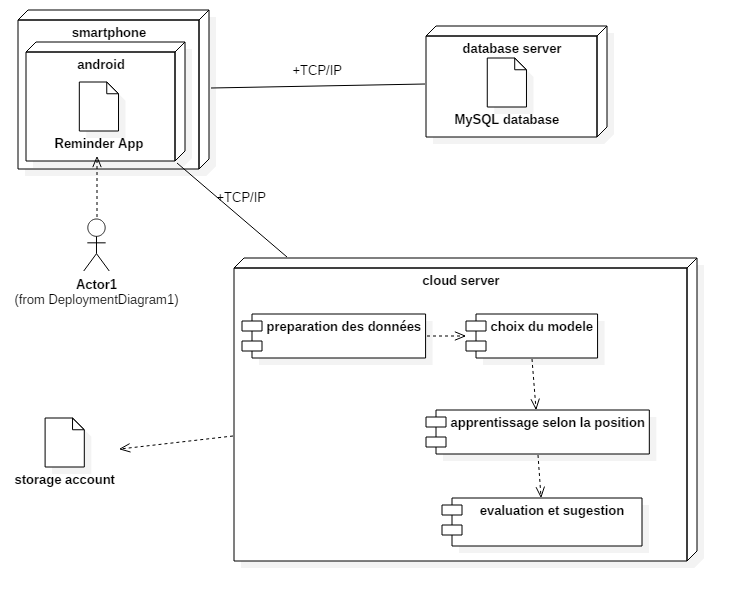 smartphone
android
Reminder App
+TCP/IP
database server
MySQL database
+TCP/IP
Actor1
(from DeploymentDiagram1)
cloud server
preparation des données
choix du modele
apprentissage selon la position
evaluation et sugestion
storage account